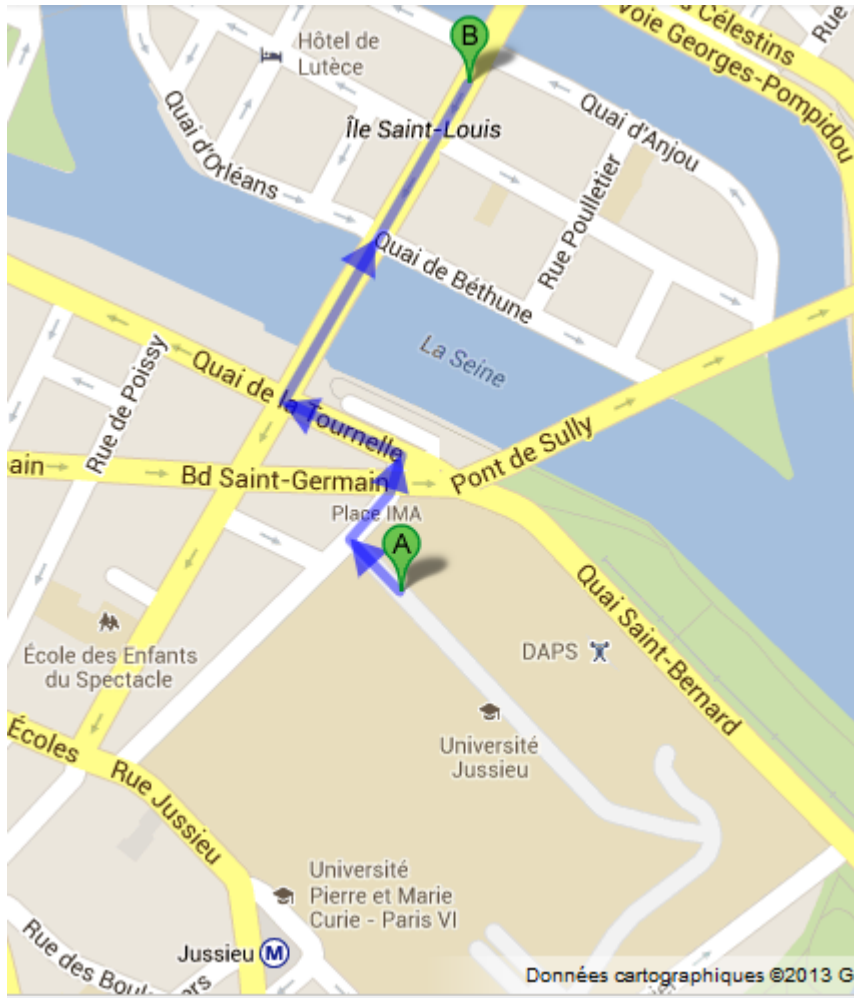 B
Hôtel de
Lutèce
Célestins
Voie Georges-Pompidou
Rue
Île Saint-Louis
Quai d'Anjou
Quai d'Orléans
Rue Poulletier
Quai de Béthune
La Seine
Rue de Poissy
Quai de la Tournelle
Pont de Sully
ain
Bd Saint-Germain
Place IMA
A
Quai Saint-Bernard
DAPS
École des Enfants
du Spectacle
Université
Jussieu
Écoles
Rue Jussieu
Université
Pierre et Marie
Curie - Paris VI
Jussieu M
Rue des Boul
ers
Données cartographiques ©2013 G